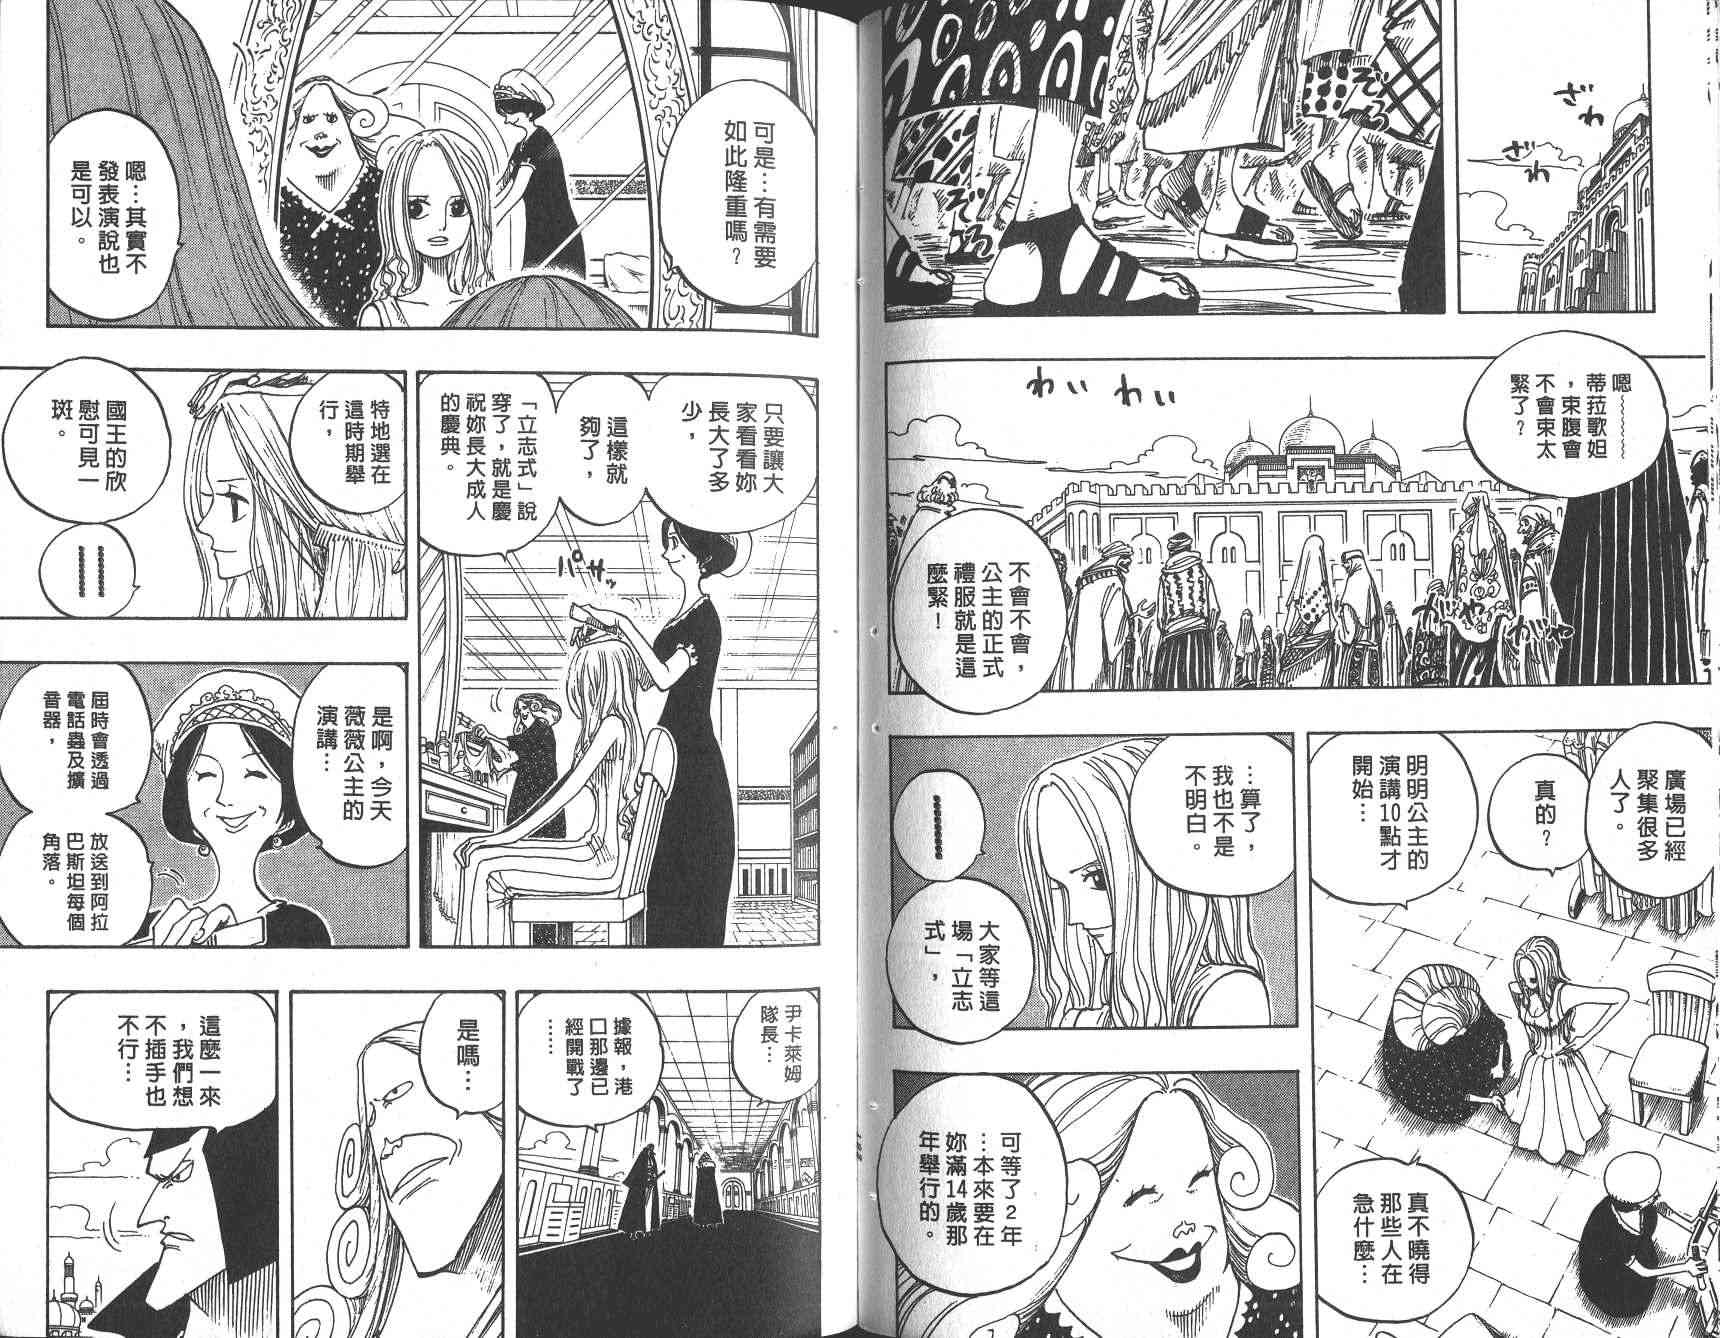 ざわ
ざわ
ぞろ
ぞろ
わい わい
嗯~~~~~~
蒂菈歌妲
，束腹會
不會束太
緊了？
不會不會，
公主的正式
禮服就是這
麼緊！
わい
わい
廣場已經
聚集很多
人了。
真的？
明明公主的
演講10點才
開始…
真不曉得
那些人在
急什麼…
…算了，
我也不是
不明白。
………
大家等這
場「立志
式」，
可等了2年
…本來要在
妳滿14歲那
年舉行的。
可是…有需要
如此隆重嗎？
嗯…其實不
發表演說也
是可以。
只要讓大
家看看妳
長大了多
少，
這樣就
夠了，
「立志式」說
穿了，就是慶
祝妳長大成人
的慶典。
パサッ
特地選在
這時期舉
行，
國王的欣
慰可見一
斑。
………
是啊，今天
薇薇公主的
演講…
屆時會透過
電話蟲及擴
音器，
放送到阿拉
巴斯坦每個
角落。
尹卡萊姆
隊長…
據報，港
口那邊已
經開戰了
……
是嗎…
這麼一來
，我們想
不插手也
不行…